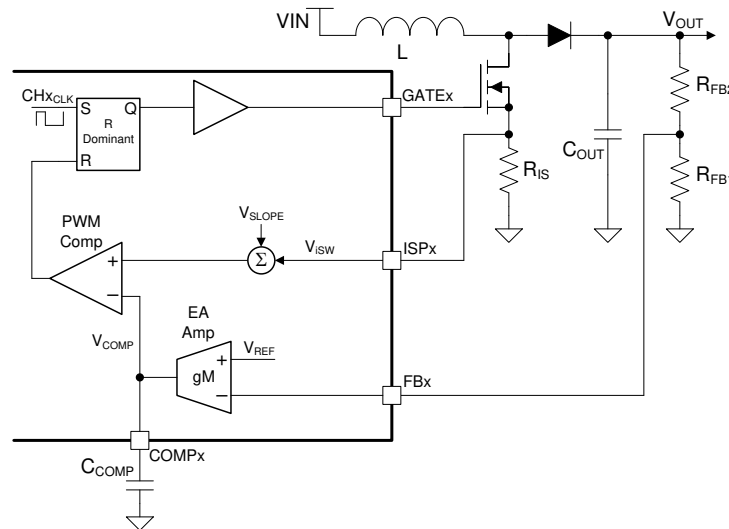 VIN
L
VOUT
CHxCLK
S
Q
R
Dominant
R
GATEx
RFB2
COUT
RIS
RFB1
PWM
Comp
VSLOPE
+
Σ
ViSW
ISPx
−
VCOMP
EA
Amp
gM
+
VREF
−
FBx
COMPx
CCOMP